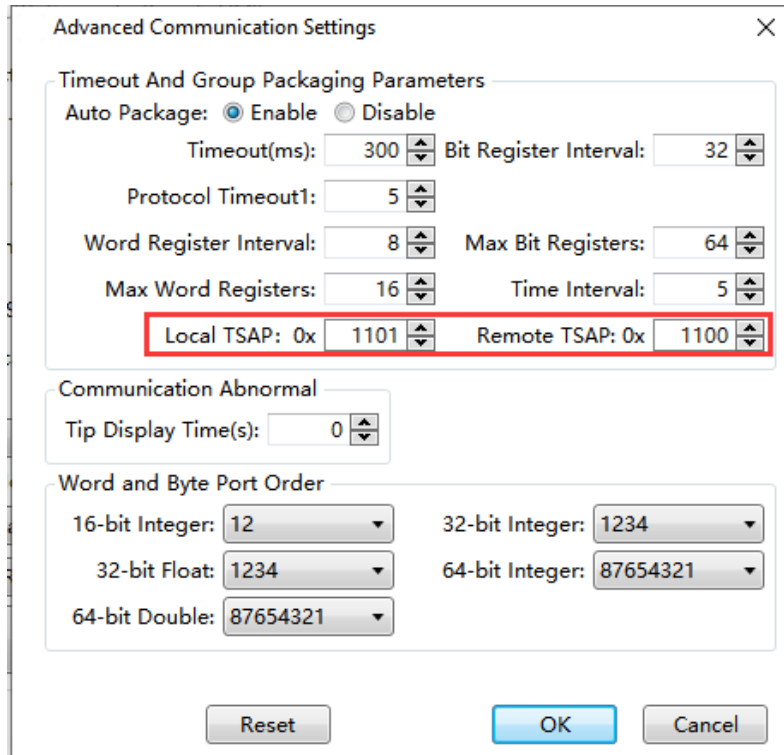 Advanced Communication Settings
Timeout And Group Packaging Parameters
Auto Package: Enable Disable
Timeout(ms): 300 Bit Register Interval: 32
Protocol Timeout1: 5
Word Register Interval: 8 Max Bit Registers: 64
Max Word Registers: 16 Time Interval: 5
Local TSAP: 0x 1101 Remote TSAP: 0x 1100
Communication Abnormal
Tip Display Time(s): 0
Word and Byte Port Order
16-bit Integer: 12 32-bit Integer: 1234
32-bit Float: 1234 64-bit Integer: 87654321
64-bit Double: 87654321
Reset OK Cancel